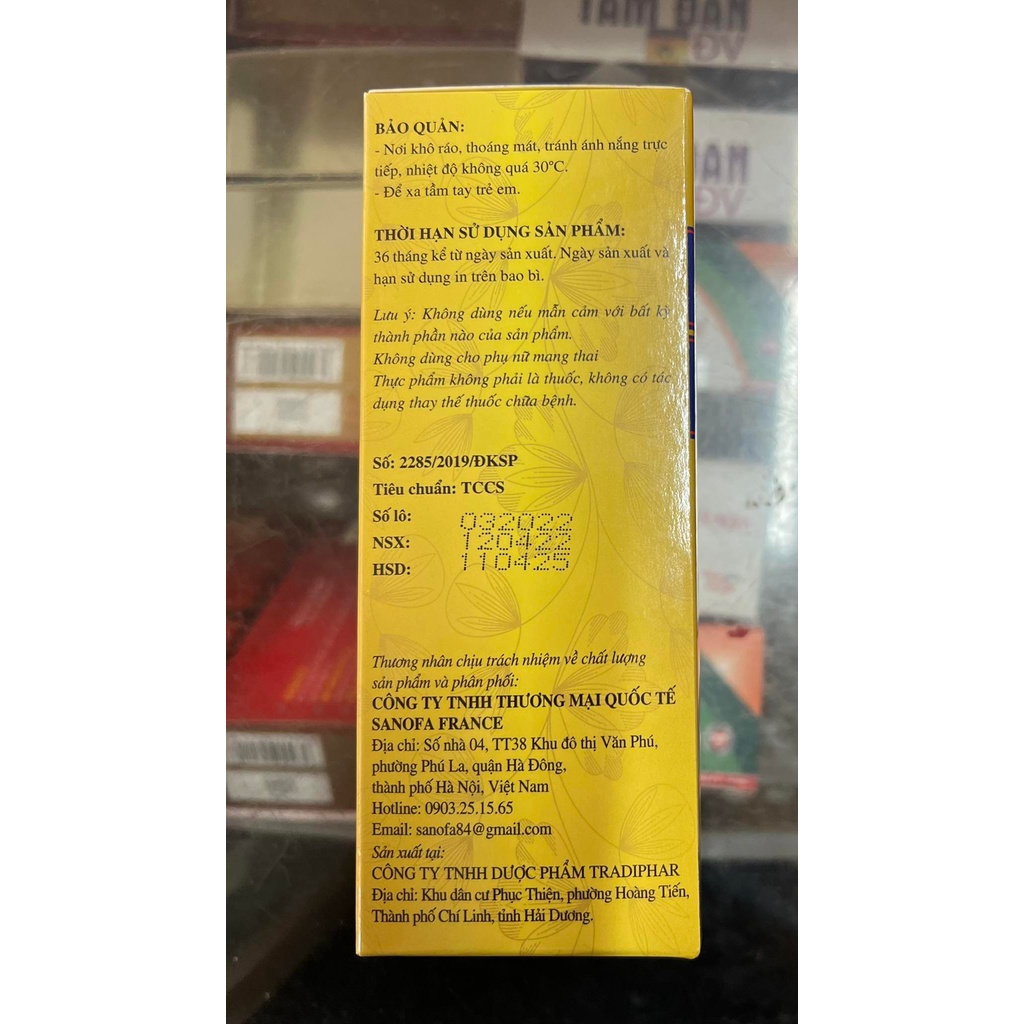 BẢO QUẢN:
- Nơi khô ráo, thoáng mát, tránh ánh nắng trực
tiếp, nhiệt độ không quá 30°C.
- Để xa tầm tay trẻ em.
THỜI HẠN SỬ DỤNG SẢN PHẨM:
36 tháng kể từ ngày sản xuất. Ngày sản xuất và
hạn sử dụng in trên bao bì.
Lưu ý: Không dùng nếu mẫn cảm với bất kỳ
thành phần nào của sản phẩm.
Không dùng cho phụ nữ mang thai
Thực phẩm không phải là thuốc, không có tác
dụng thay thế thuốc chữa bệnh.
Số: 2285/2019/ĐKSP
Tiêu chuẩn: TCCS
Số lô: 032022
NSX: 120422
HSD: 110425
Thương nhân chịu trách nhiệm về chất lượng
sản phẩm và phân phối:
CÔNG TY TNHH THƯƠNG MẠI QUỐC TẾ
SANOFA FRANCE
Địa chỉ: Số nhà 04, TT38 Khu đô thị Văn Phú,
phường Phú La, quận Hà Đông,
thành phố Hà Nội, Việt Nam
Hotline: 0903.25.15.65
Email: sanofa84@gmail.com
Sản xuất tại:
CÔNG TY TNHH DƯỢC PHẨM TRADIPHAR
Địa chỉ: Khu dân cư Phục Thiện, phường Hoàng Tiến,
Thành phố Chí Linh, tỉnh Hải Dương.